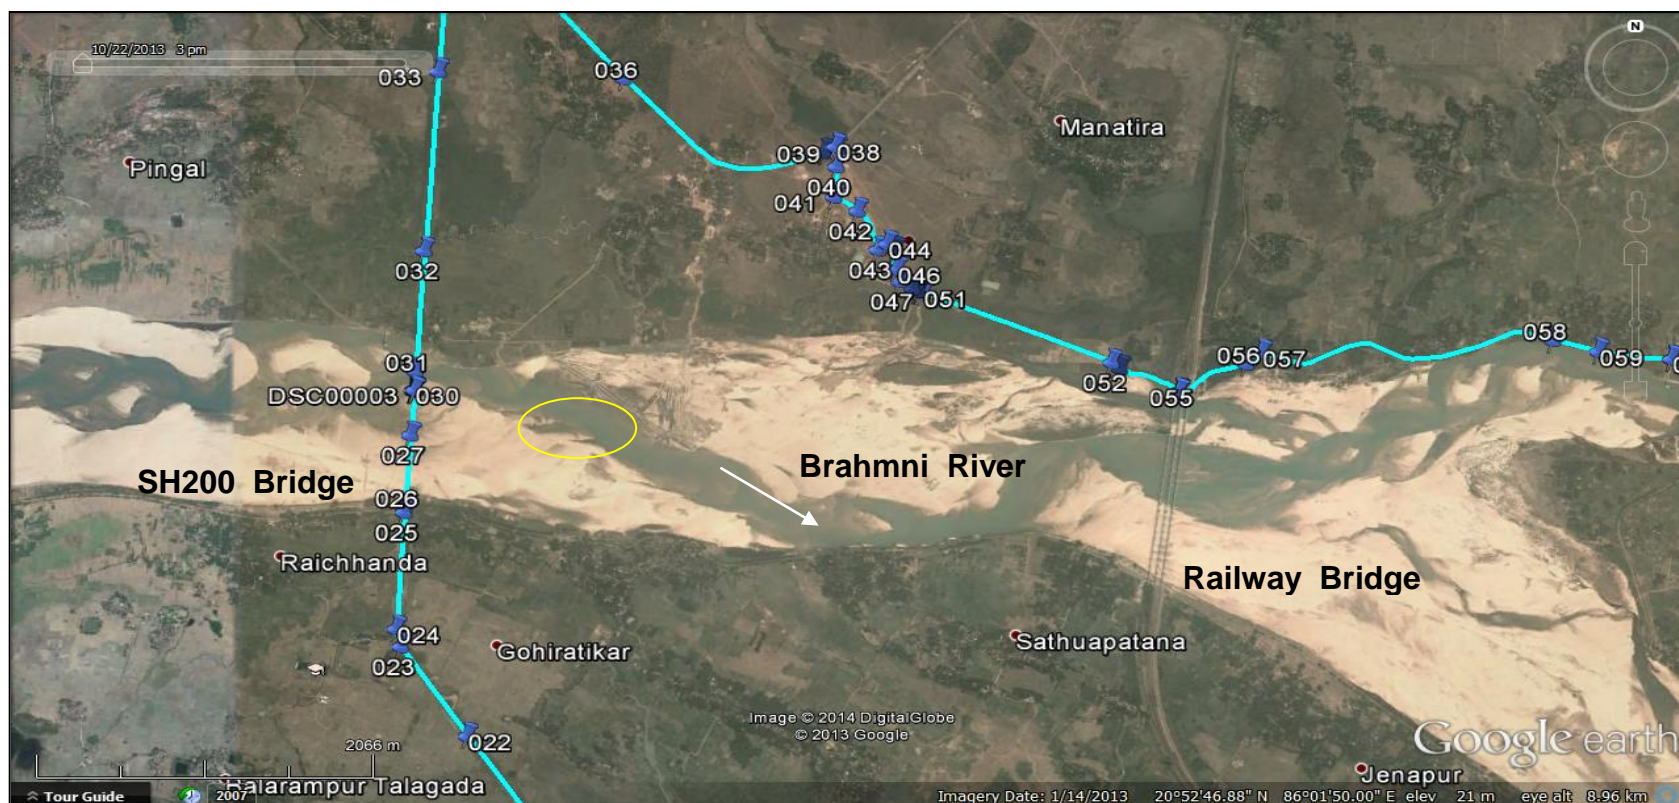 10/22/2013 3 pm
N
033
036
Manatira
039 038
Pingal
040
041
042
044
032
043 046
047 051
058
031
056 057
059
052
DSC00003 030
055
027
Brahmni River
SH200 Bridge
026
025
Raichhanda
Railway Bridge
024
Gohiratikar
Sathuapatana
023
Image © 2014 DigitalGlobe
© 2013 Google
022
2066 m
Google earth
Jenapur
Balarampur Talagada
Tour Guide
2007
Imagery Date: 1/14/2013 20°52'46.88" N 86°01'50.00" E elev 21 m eye alt 8.96 km